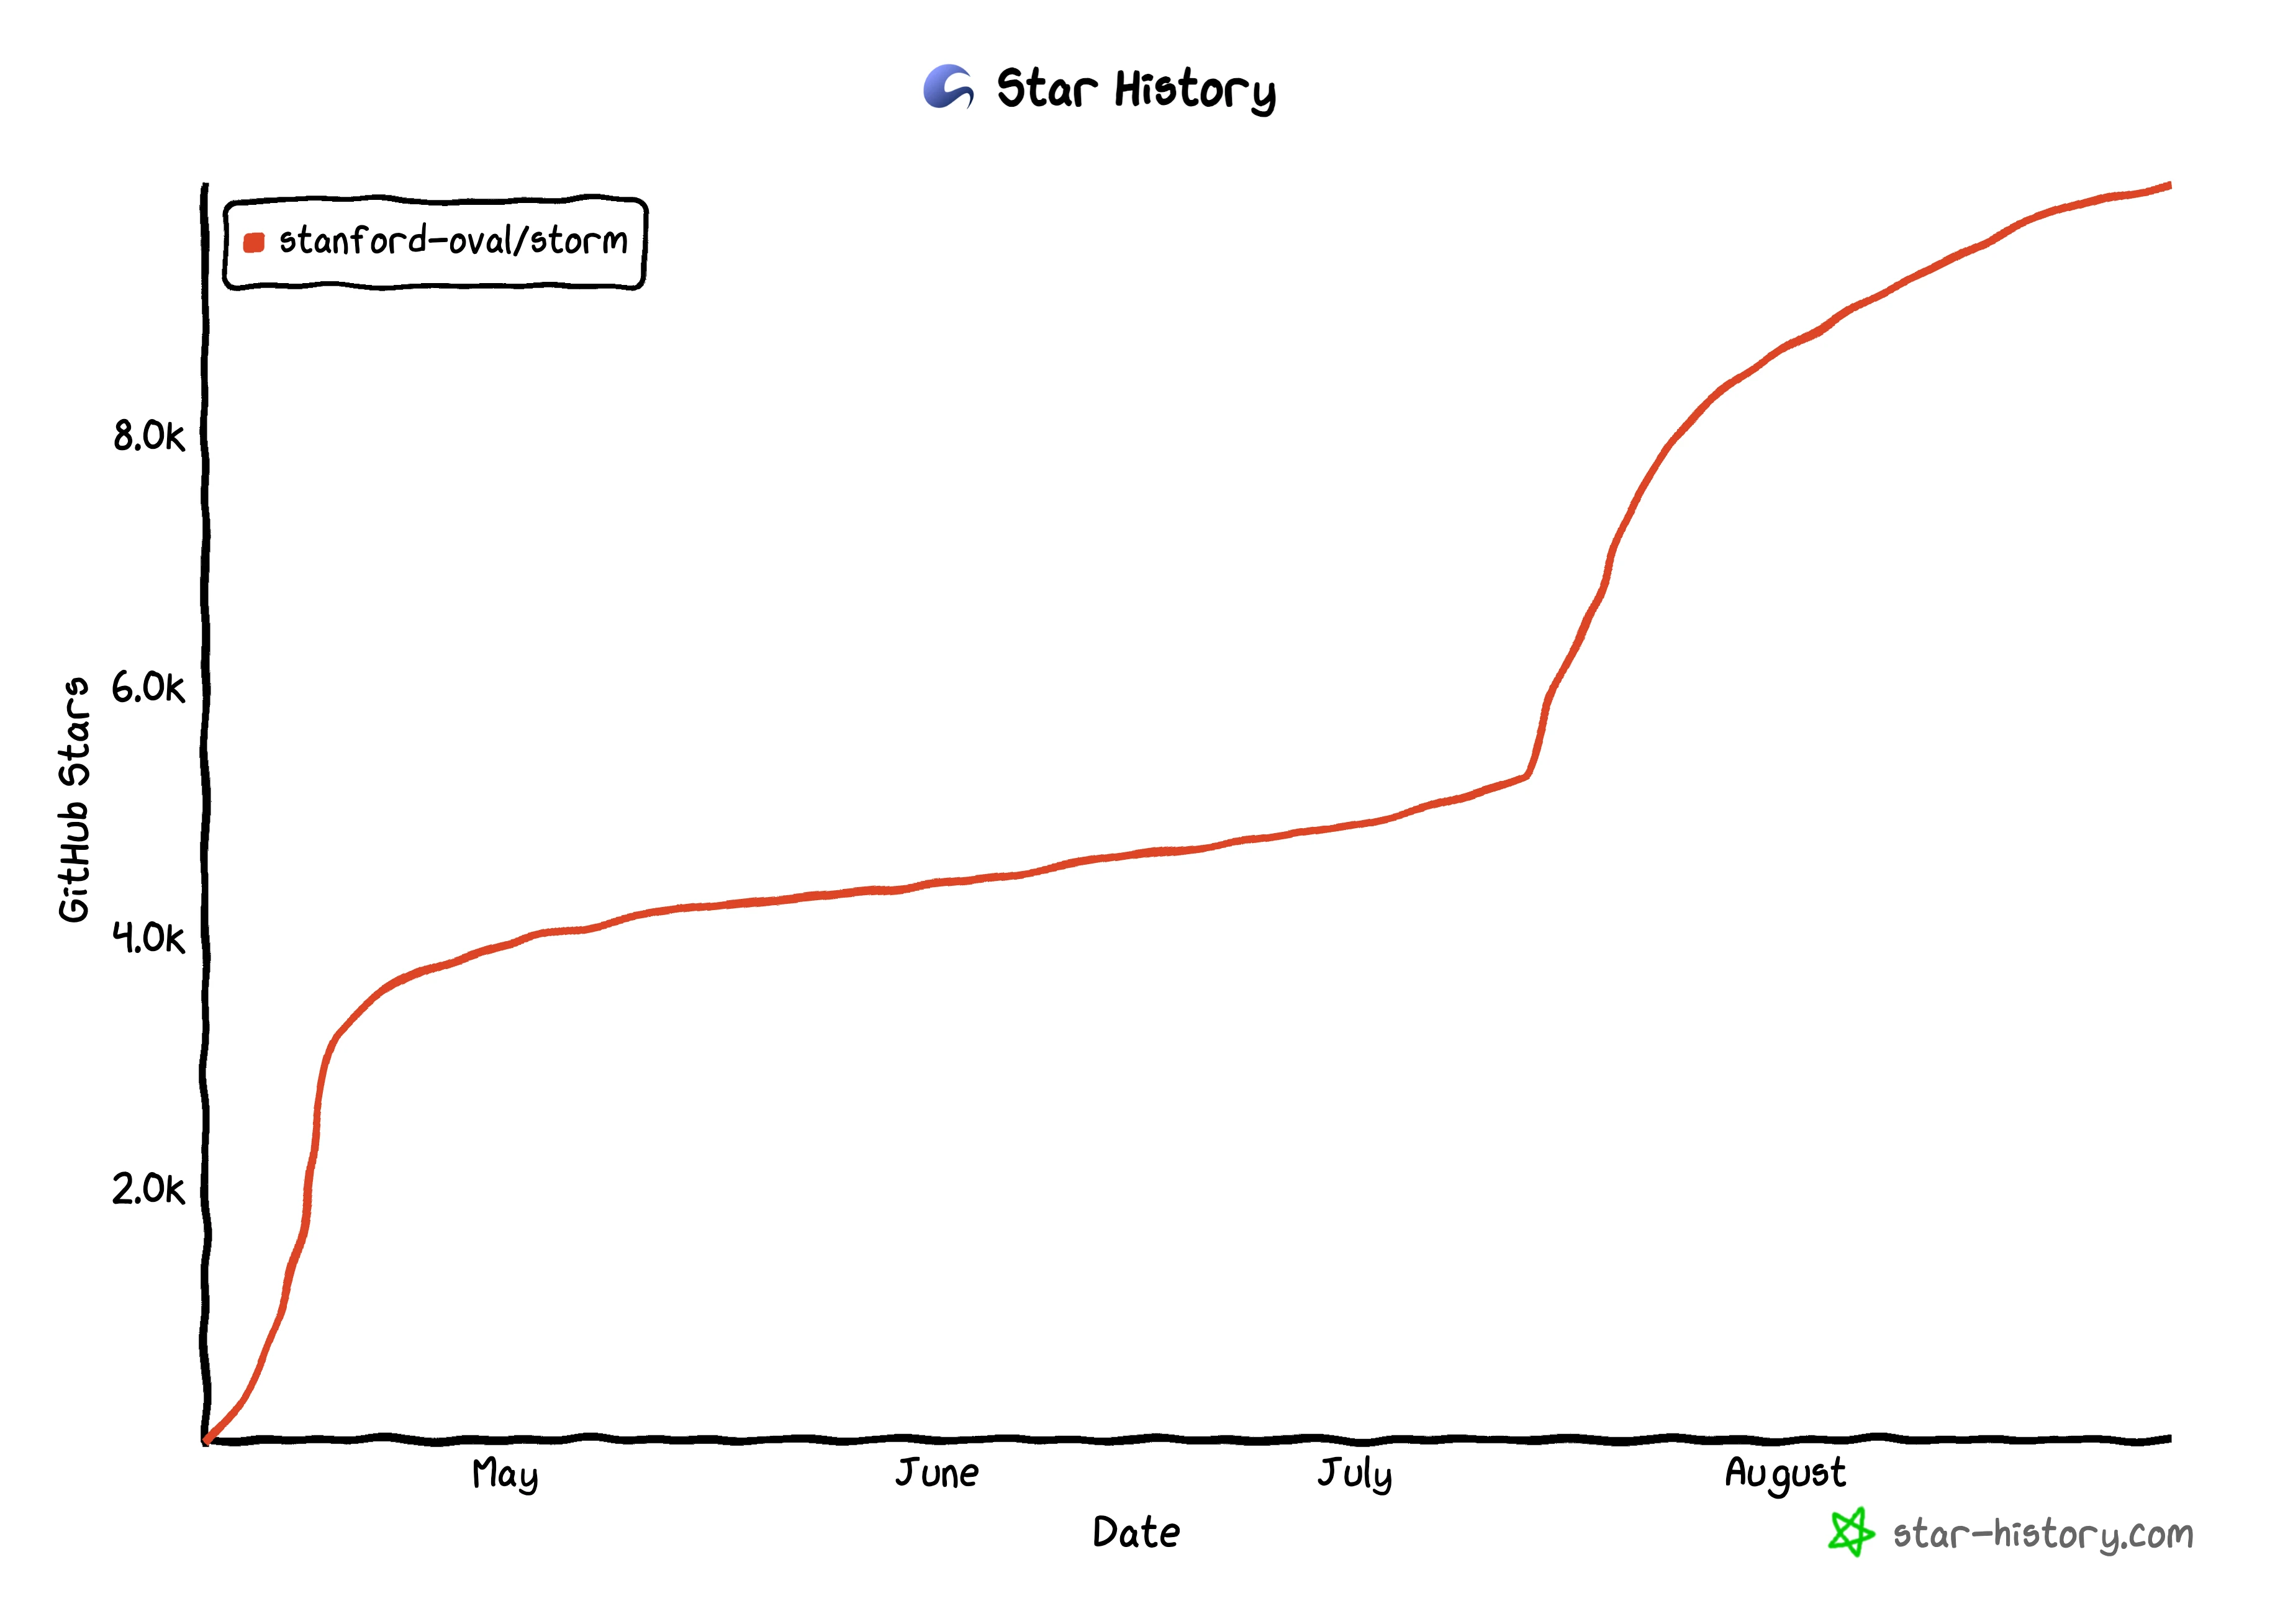 Star History
stanford-oval/storm
8.0K
6.0K
4.0K
2.0K
GitHub Stars
May
June
July
August
Date
star-history.com